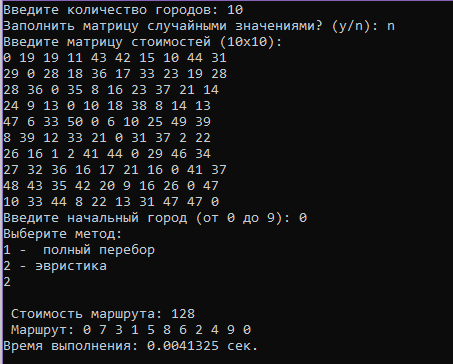 Введите количество городов: 10
Заполнить матрицу случайными значениями? (y/n): n
Введите матрицу стоимостей (10x10):
0 19 19 11 43 42 15 10 44 31
29 0 28 18 36 17 33 23 19 28
28 36 0 35 8 16 23 37 21 14
24 9 13 0 10 18 38 8 14 13
47 6 33 50 0 6 10 25 49 39
8 39 12 33 21 0 31 37 2 22
26 16 1 2 41 44 0 29 46 34
27 32 36 16 17 21 16 0 41 37
48 43 35 42 20 9 16 26 0 47
10 33 44 8 22 13 31 47 47 0
Введите начальный город (от 0 до 9): 0
Выберите метод:
1 -  полный перебор
2 - эвристика
2
Стоимость маршрута: 128
Маршрут: 0 7 3 1 5 8 6 2 4 9 0
Время выполнения: 0.0041325 сек.